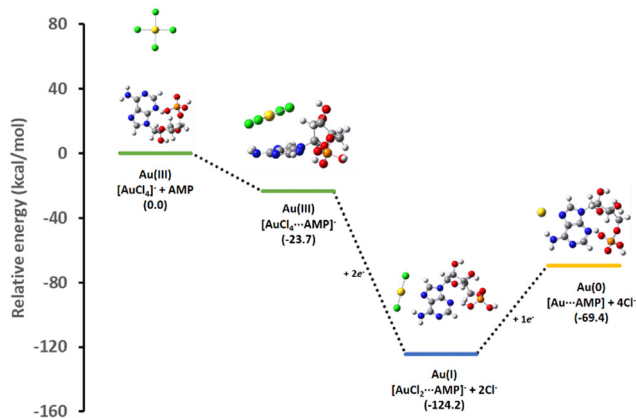 Relative energy (kcal/mol)
80
40
0
-40
-80
-120
-160
Au(III)
[AuCl₄]⁻ + AMP
(0.0)
Au(III)
[AuCl₄···AMP]⁻
(-23.7)
+ 2e⁻
Au(I)
[AuCl₂···AMP]⁻ + 2Cl⁻
(-124.2)
+ 1e⁻
Au(0)
[Au···AMP] + 4Cl⁻
(-69.4)